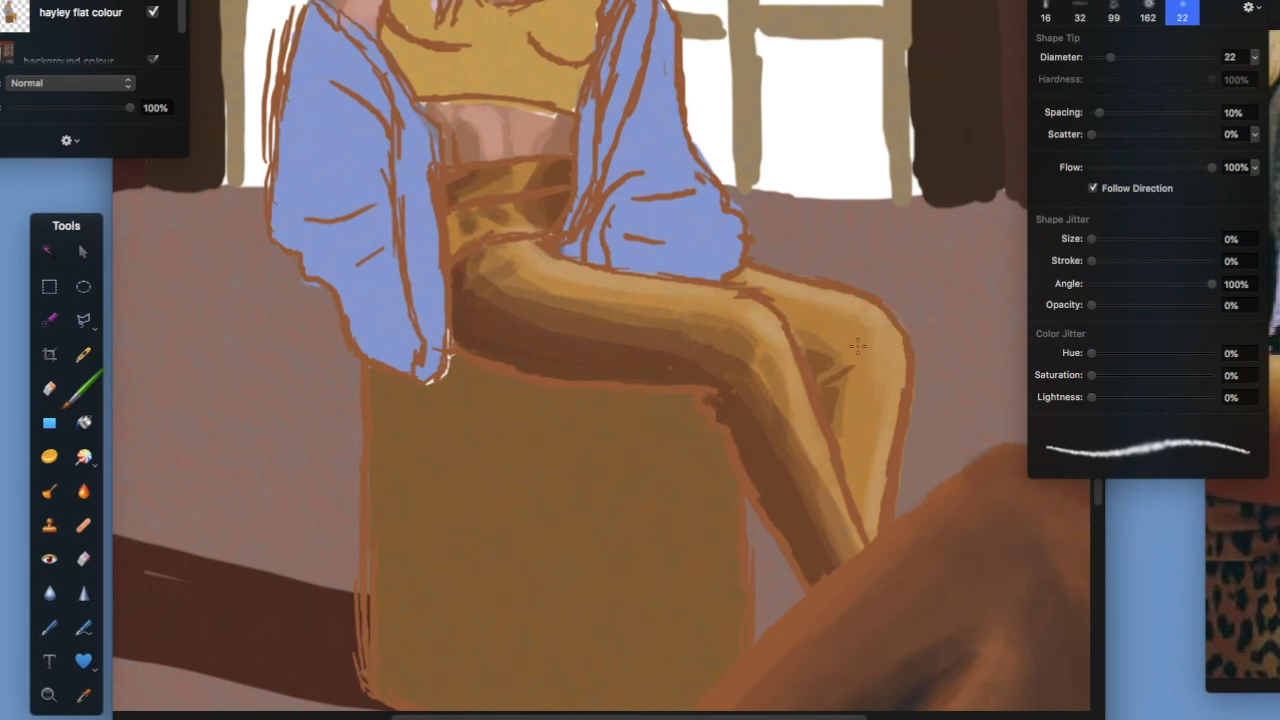 hayley flat colour
background colour
Normal
100%
Tools
16 32 99 162 22
Shape Tip
Diameter: 22
Hardness: 100%
Spacing: 10%
Scatter: 0%
Flow: 100%
Follow Direction
Shape Jitter
Size: 0%
Stroke: 0%
Angle: 100%
Opacity: 0%
Color Jitter
Hue: 0%
Saturation: 0%
Lightness: 0%